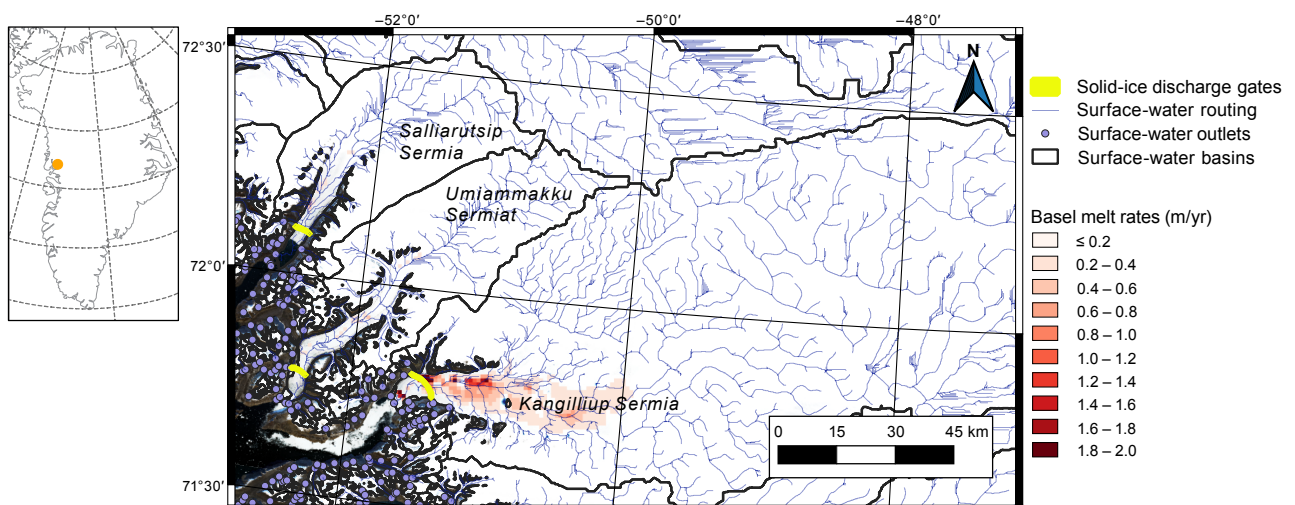 −52°0′
−50°0′
−48°0′
72°30′
72°0′
71°30′
N
Salliarutsip
Sermia
Umiammakku
Sermiat
Kangilliup Sermia
0 15 30 45 km
Solid-ice discharge gates
Surface-water routing
Surface-water outlets
Surface-water basins
Basel melt rates (m/yr)
≤ 0.2
0.2 – 0.4
0.4 – 0.6
0.6 – 0.8
0.8 – 1.0
1.0 – 1.2
1.2 – 1.4
1.4 – 1.6
1.6 – 1.8
1.8 – 2.0